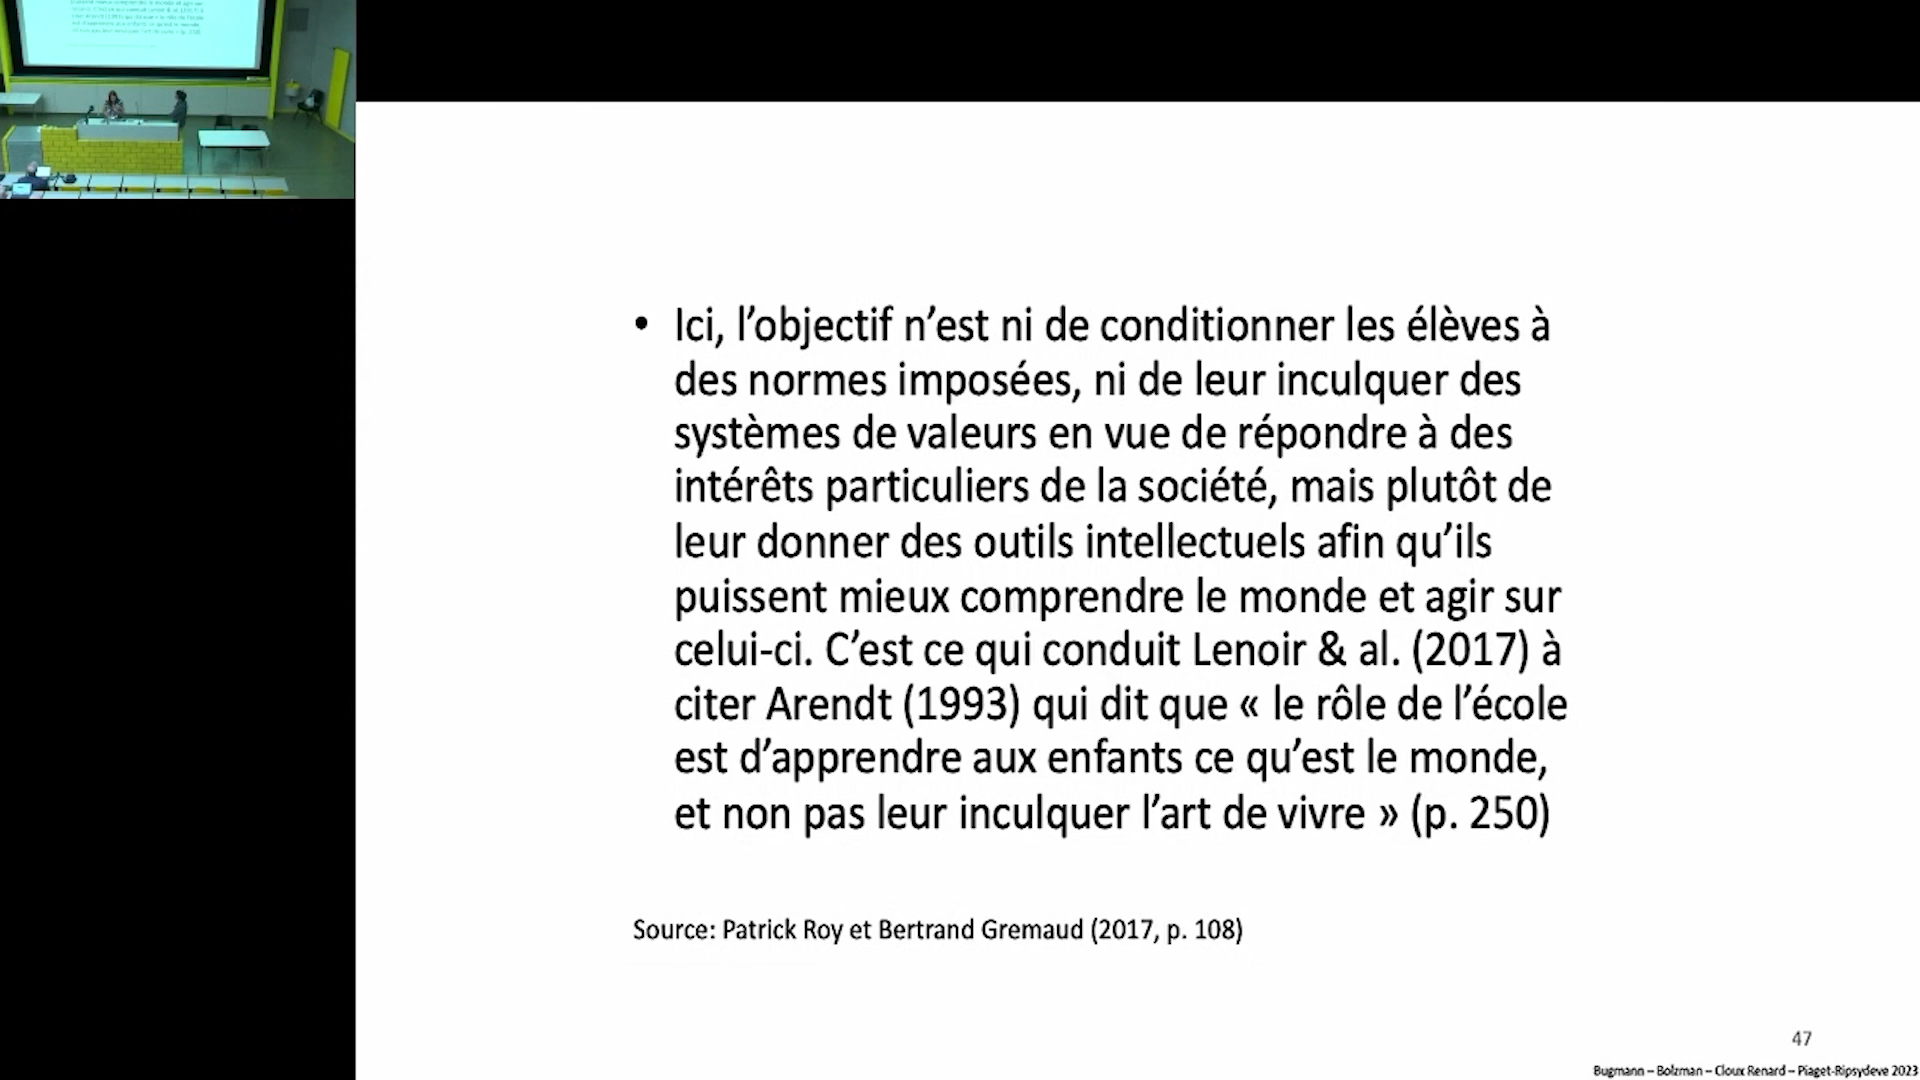 • Ici, l’objectif n’est ni de conditionner les élèves à
des normes imposées, ni de leur inculquer des
systèmes de valeurs en vue de répondre à des
intérêts particuliers de la société, mais plutôt de
leur donner des outils intellectuels afin qu’ils
puissent mieux comprendre le monde et agir sur
celui-ci. C’est ce qui conduit Lenoir & al. (2017) à
citer Arendt (1993) qui dit que « le rôle de l’école
est d’apprendre aux enfants ce qu’est le monde,
et non pas leur inculquer l’art de vivre » (p. 250)
Source: Patrick Roy et Bertrand Gremaud (2017, p. 108)
47
Bugmann – Bolzman – Cloux Renard – Piaget-Ripsydeve 2023